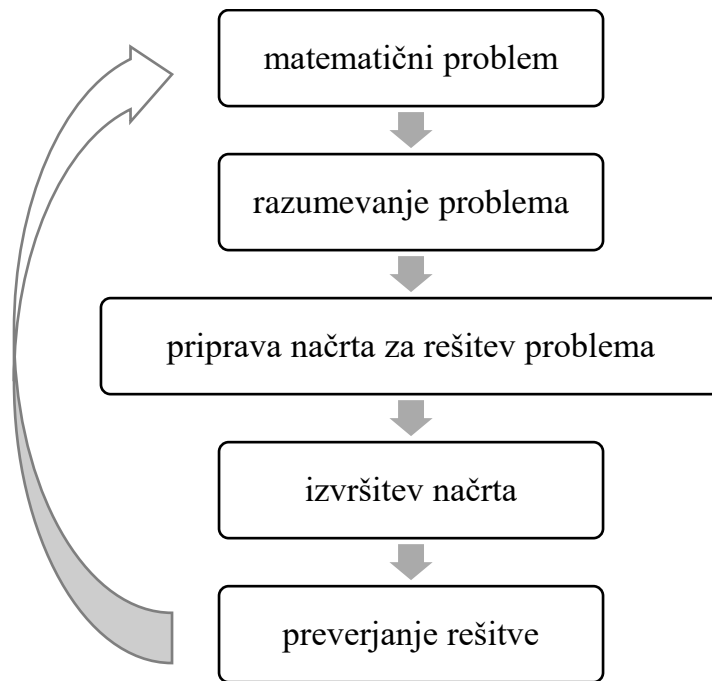 matematični problem
razumevanje problema
priprava načrta za rešitev problema
izvršitev načrta
preverjanje rešitve